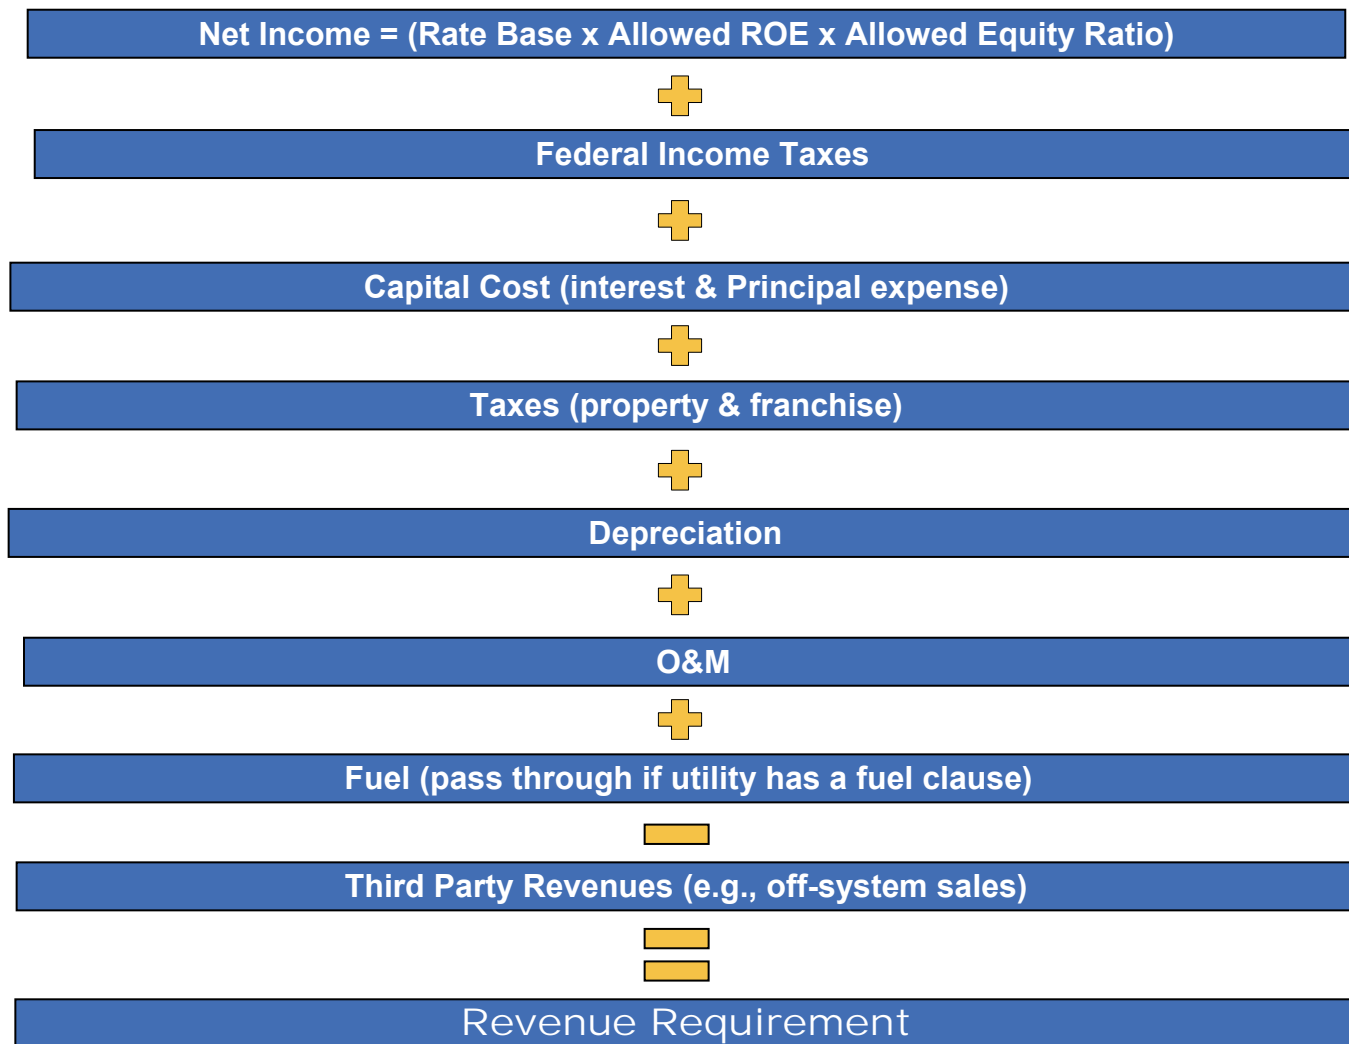 Net Income = (Rate Base x Allowed ROE x Allowed Equity Ratio)
Federal Income Taxes
Capital Cost (interest & Principal expense)
Taxes (property & franchise)
Depreciation
O&M
Fuel (pass through if utility has a fuel clause)
Third Party Revenues (e.g., off-system sales)
Revenue Requirement